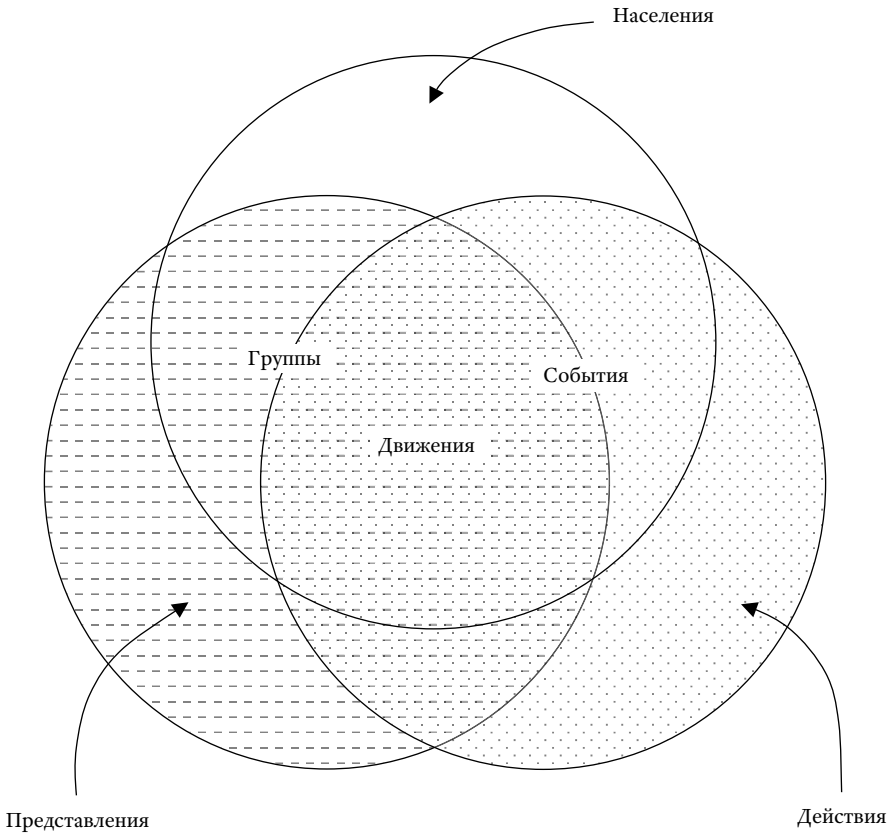 Населения
Группы
События
Движения
Представления
Действия